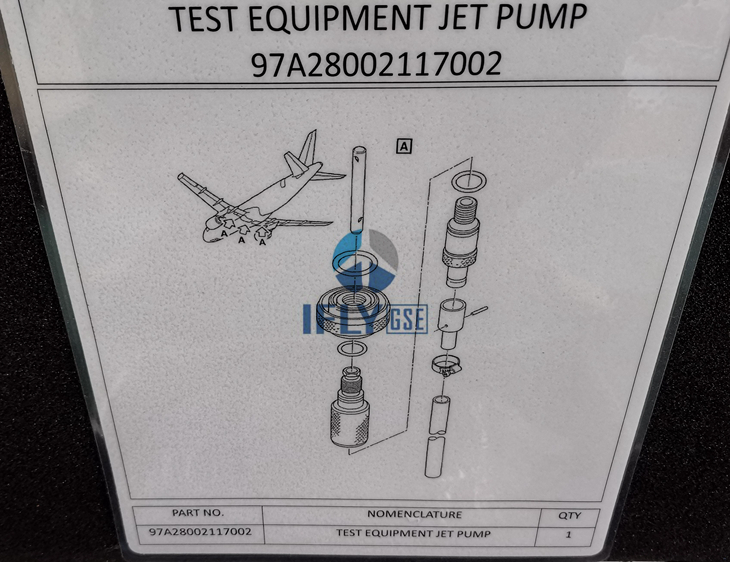 TEST EQUIPMENT JET PUMP
97A28002117002
A
A
A
A
IFLY GSE
PART NO. NOMENCLATURE QTY
97A28002117002 TEST EQUIPMENT JET PUMP 1